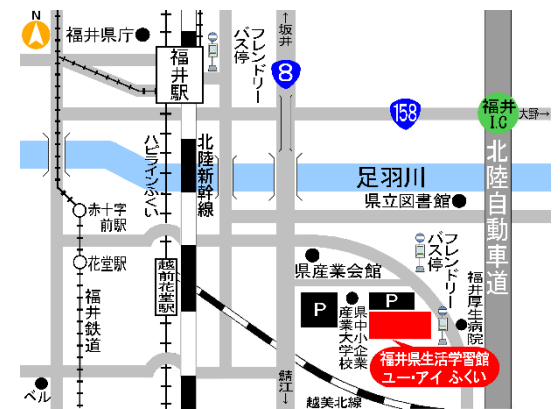 N
福井県庁
福井駅
フレンドリー
バス停
↑坂井
8
158
福井
I.C
大野→
ハピラインふくい
北陸新幹線
足羽川
県立図書館
北陸自動車道
赤十字
前駅
花堂駅
越前花堂駅
福井鉄道
ベル
県産業会館
フレンドリー
バス停
P
P
県中小企業
産業大学校
フレンドリー
福井厚生病院
福井県生活学習館
ユー・アイ ふくい
鯖江↓
越美北線